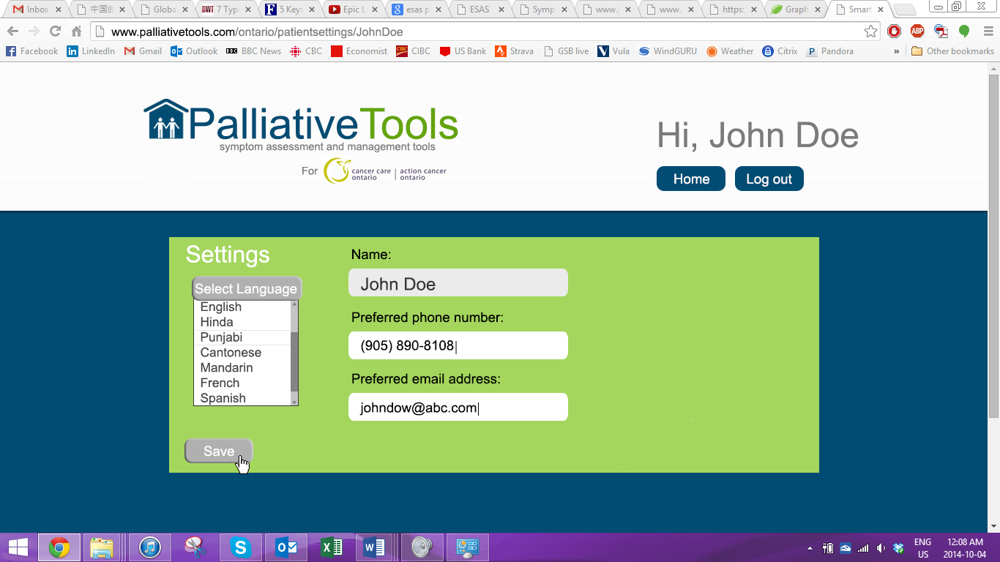 Inbox
中国曲
Globa
DWT 7 Type
F 5 Keys
Epic L
esas p
ESAS
Symp
www.
www.
https:
Graph
Smart
www.palliativetools.com/ontario/patientsettings/JohnDoe
Facebook LinkedIn Gmail Outlook BBC News CBC Economist CIBC US Bank Strava GSB live Vula WindGURU Weather Citrix Pandora » Other bookmarks
PalliativeTools
symptom assessment and management tools
For cancer care ontario | action cancer ontario
Hi, John Doe
Home Log out
Settings
Select Language
English
Hinda
Punjabi
Cantonese
Mandarin
French
Spanish
Save
Name:
John Doe
Preferred phone number:
(905) 890-8108
Preferred email address:
johndow@abc.com
ENG
US
12:08 AM
2014-10-04